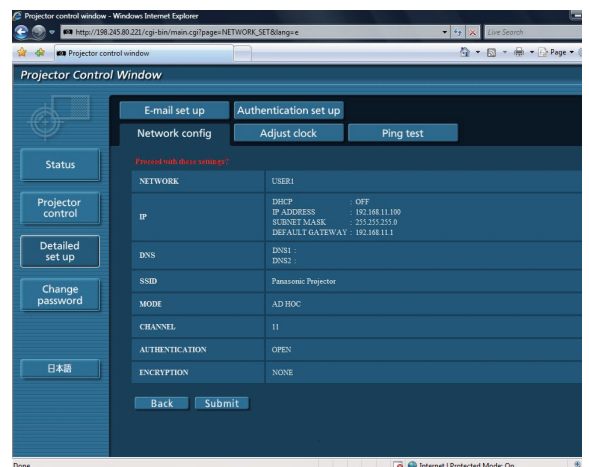 Projector control window - Windows Internet Explorer
http://198.245.80.221/cgi-bin/main.cgi?page=NETWORK_SET&lang=e
Live Search
Projector control window
Page
Projector Control Window
E-mail set up
Authentication set up
Network config
Adjust clock
Ping test
Status
Projector
control
Detailed
set up
Change
password
日本語
Proceed with these settings?
NETWORK USER1
IP
DHCP : OFF
IP ADDRESS : 192.168.11.100
SUBNET MASK : 255.255.255.0
DEFAULT GATEWAY : 192.168.11.1
DNS
DNS1 :
DNS2 :
SSID Panasonic Projector
MODE AD HOC
CHANNEL 11
AUTHENTICATION OPEN
ENCRYPTION NONE
Back Submit
Done
Internet | Protected Mode: On